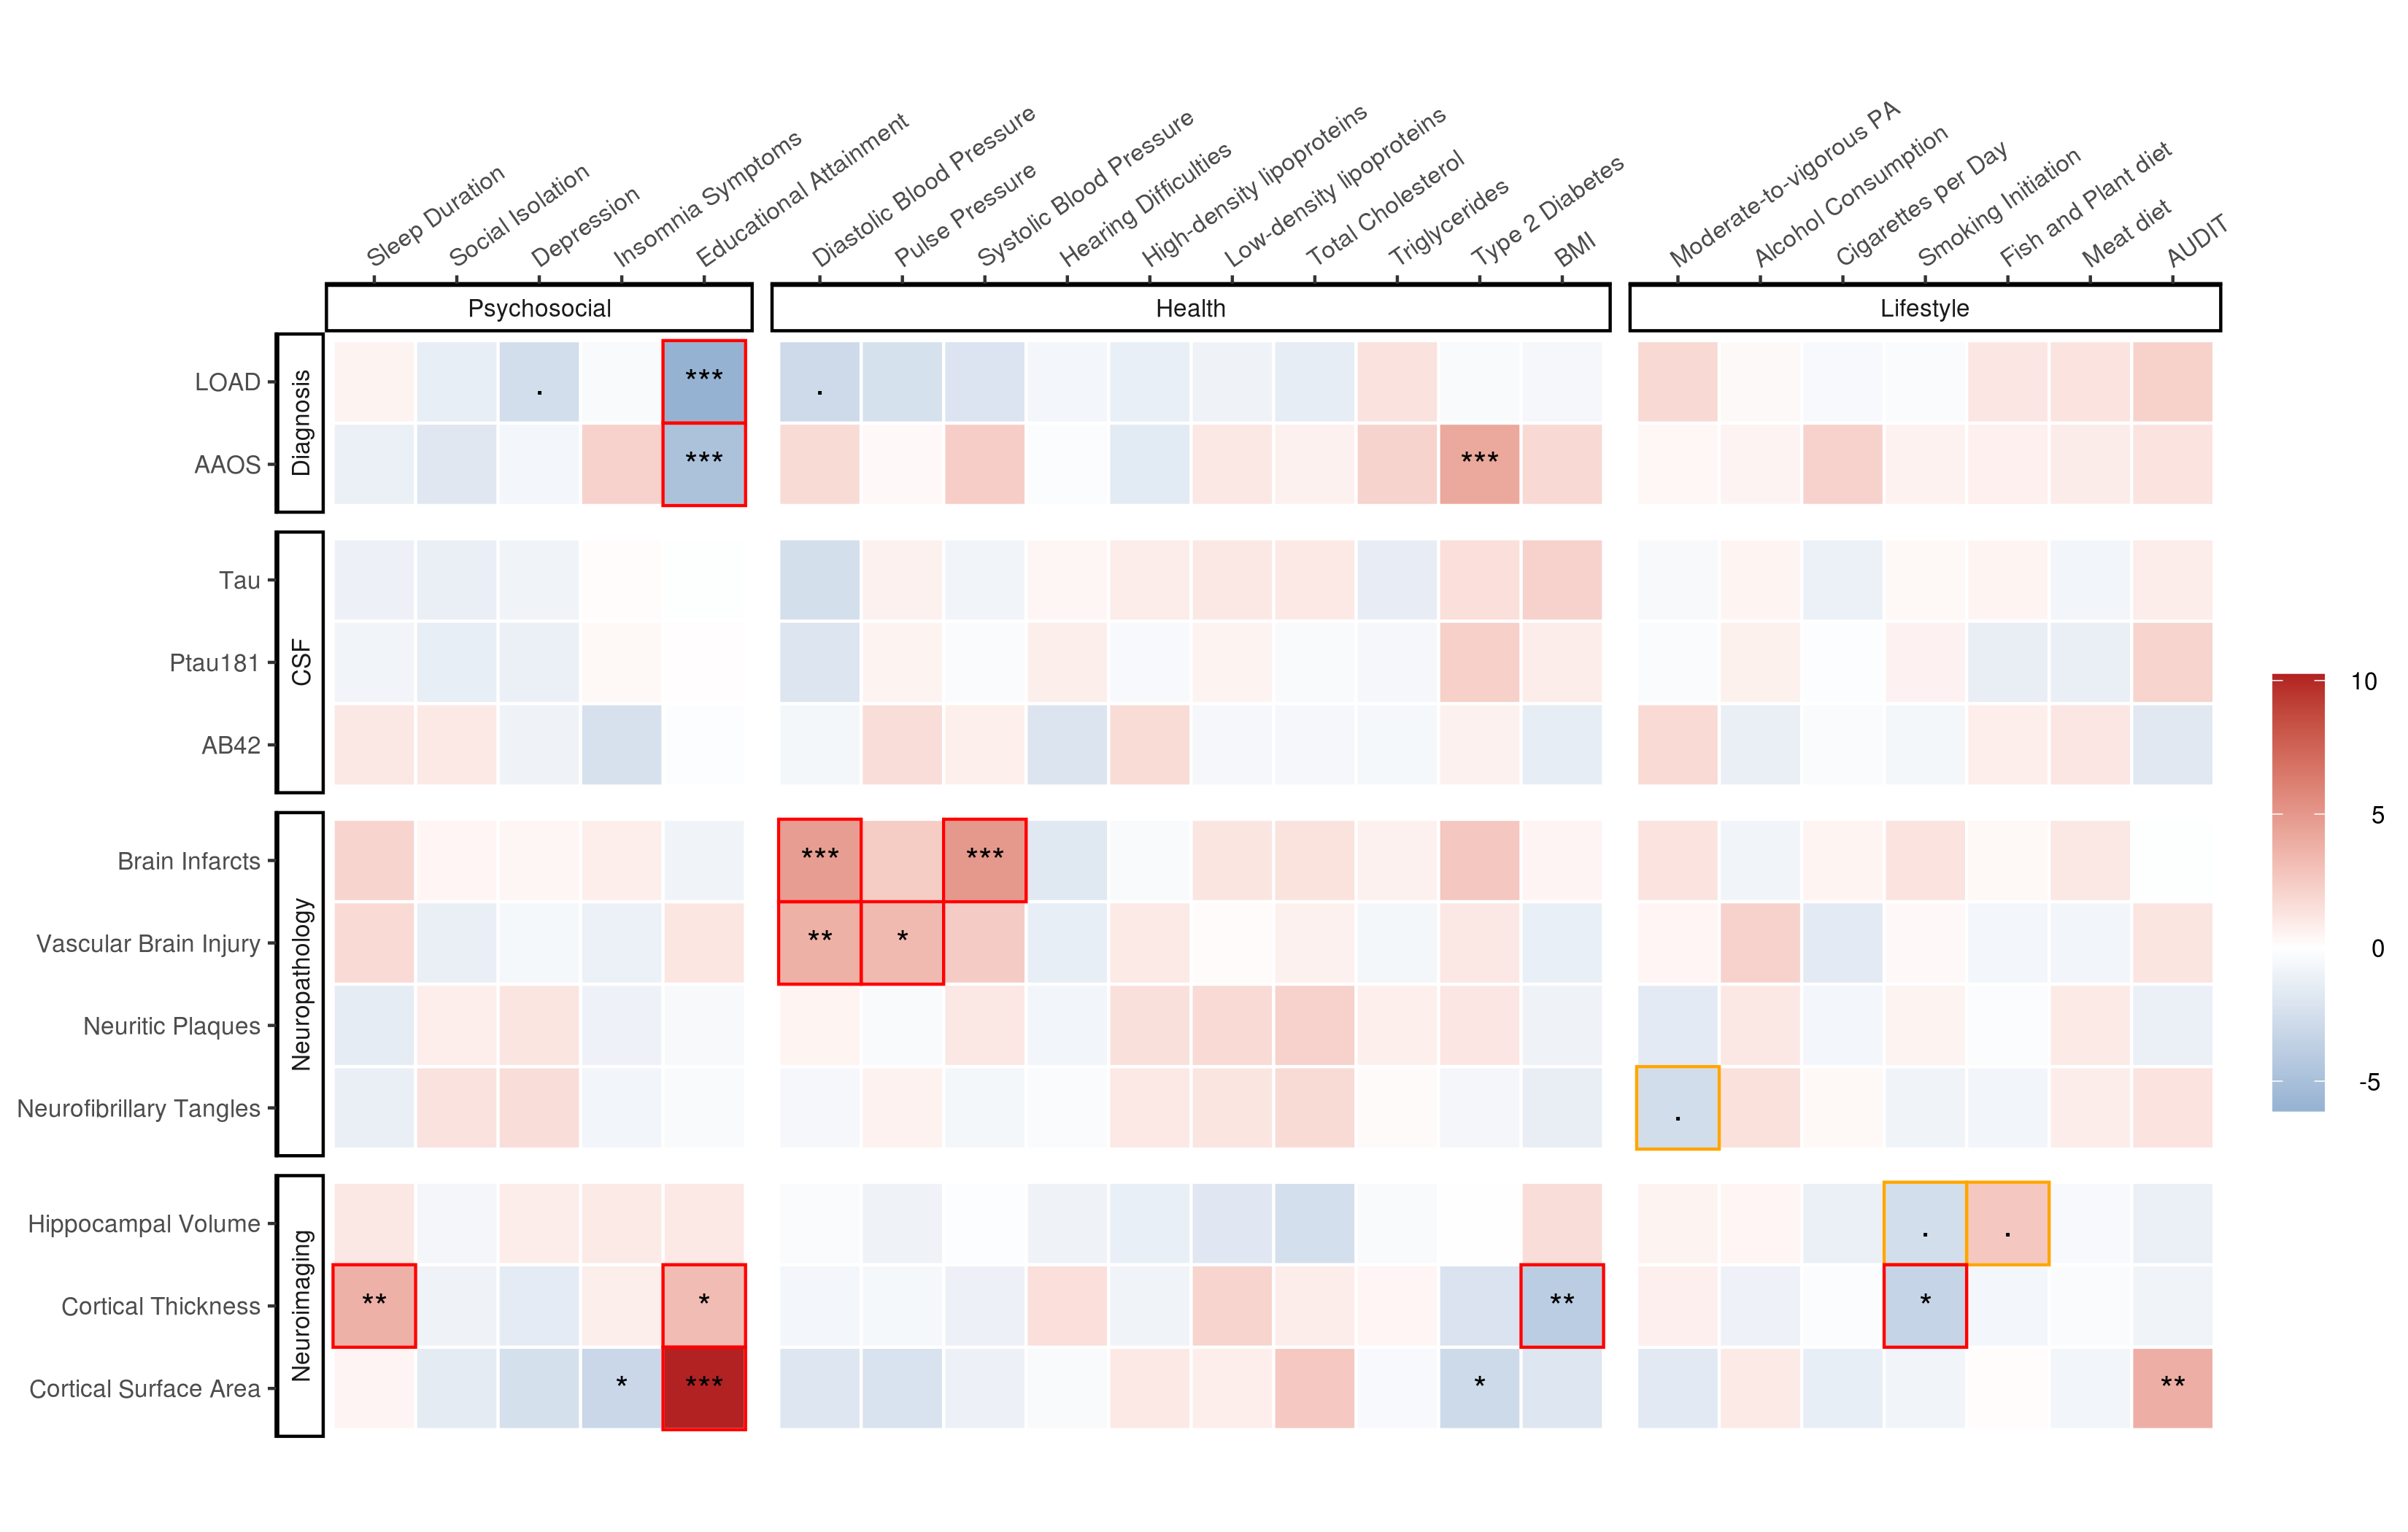 Sleep Duration
Social Isolation
Depression
Insomnia Symptoms
Educational Attainment
Diastolic Blood Pressure
Pulse Pressure
Systolic Blood Pressure
Hearing Difficulties
High-density lipoproteins
Low-density lipoproteins
Total Cholesterol
Triglycerides
Type 2 Diabetes
BMI
Moderate-to-vigorous PA
Alcohol Consumption
Cigarettes per Day
Smoking Initiation
Fish and Plant diet
Meat diet
AUDIT
Psychosocial
Health
Lifestyle
Diagnosis
LOAD
. *** .
AAOS
*** ***
CSF
Tau
Ptau181
AB42
Neuropathology
Brain Infarcts
*** ***
Vascular Brain Injury
** *
Neuritic Plaques
Neurofibrillary Tangles
.
Neuroimaging
Hippocampal Volume
. .
Cortical Thickness
** * ** *
Cortical Surface Area
* *** * **
10
5
0
-5